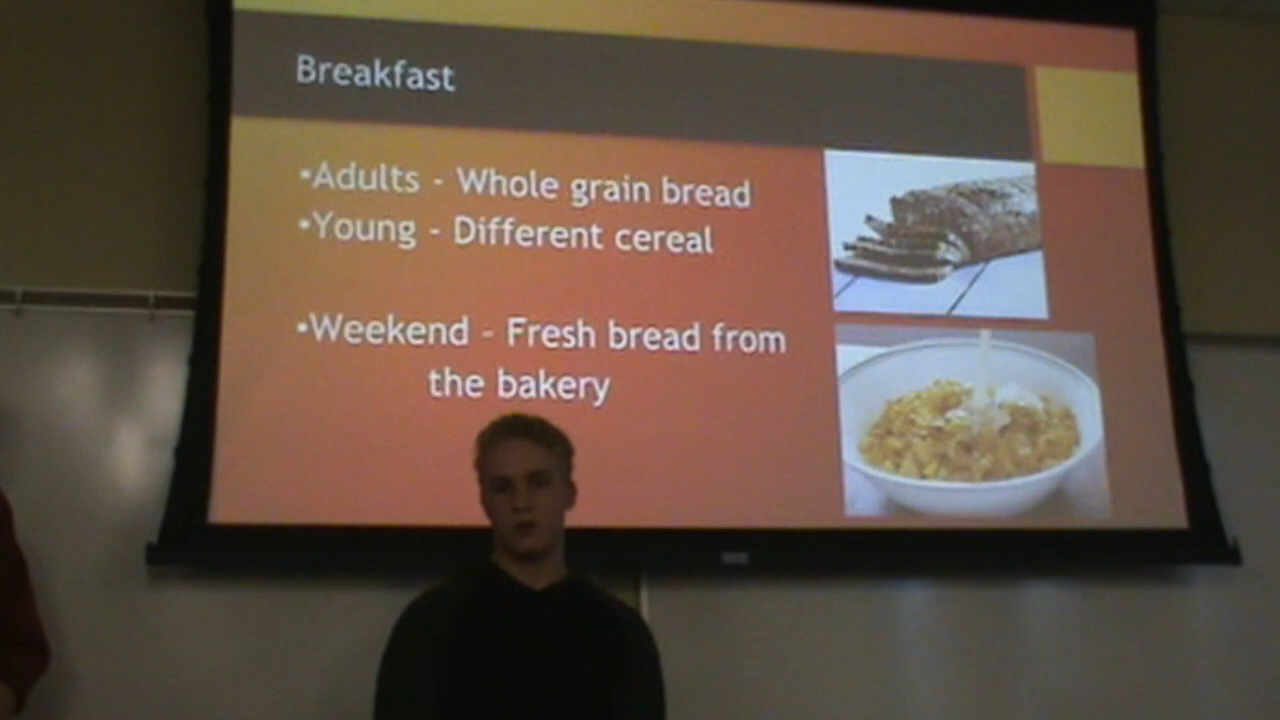 Breakfast
•Adults - Whole grain bread
•Young - Different cereal
•Weekend - Fresh bread from
the bakery